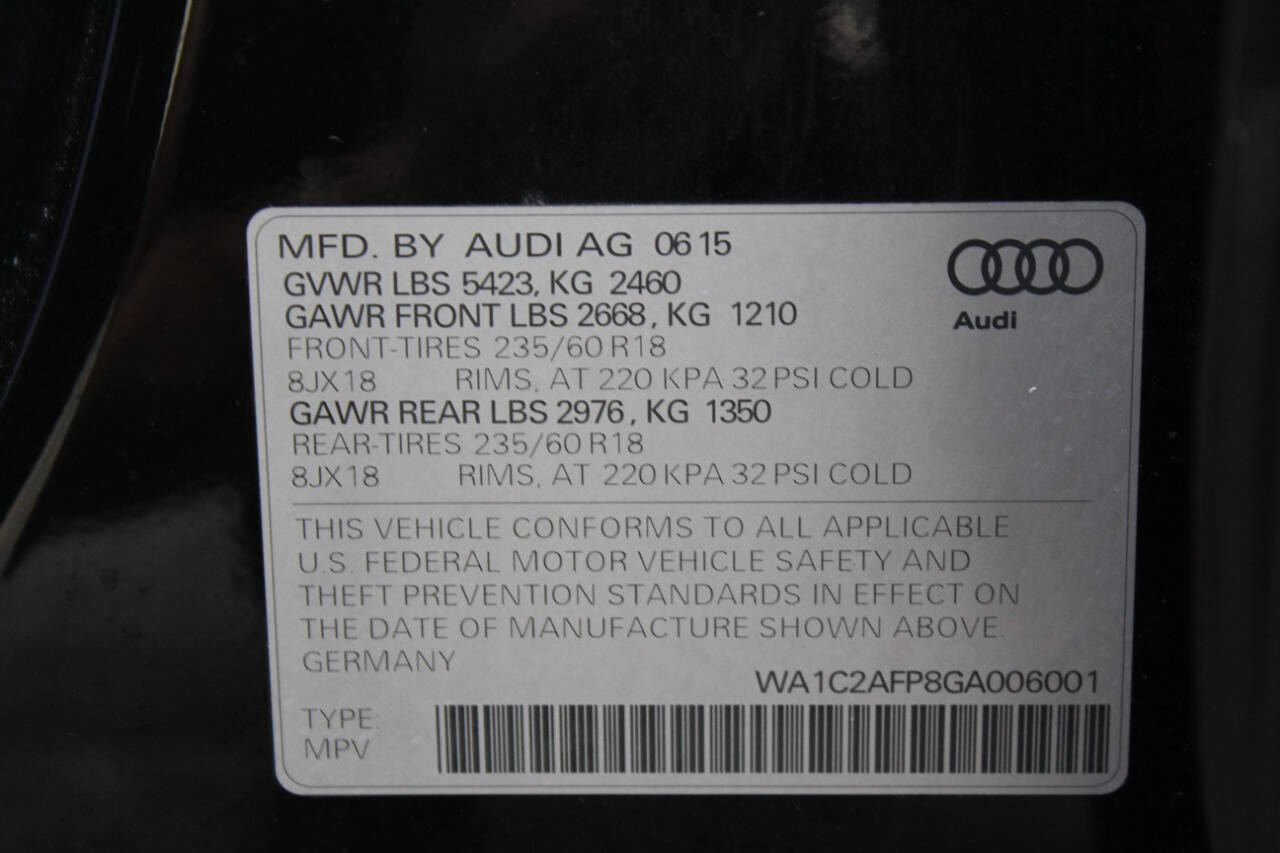 MFD. BY AUDI AG 06 15
GVWR LBS 5423, KG 2460
GAWR FRONT LBS 2668, KG 1210
FRONT-TIRES 235/60 R18
8JX18 RIMS, AT 220 KPA 32 PSI COLD
GAWR REAR LBS 2976, KG 1350
REAR-TIRES 235/60 R18
8JX18 RIMS, AT 220 KPA 32 PSI COLD
Audi
THIS VEHICLE CONFORMS TO ALL APPLICABLE
U.S. FEDERAL MOTOR VEHICLE SAFETY AND
THEFT PREVENTION STANDARDS IN EFFECT ON
THE DATE OF MANUFACTURE SHOWN ABOVE.
GERMANY
WA1C2AFP8GA006001
TYPE:
MPV